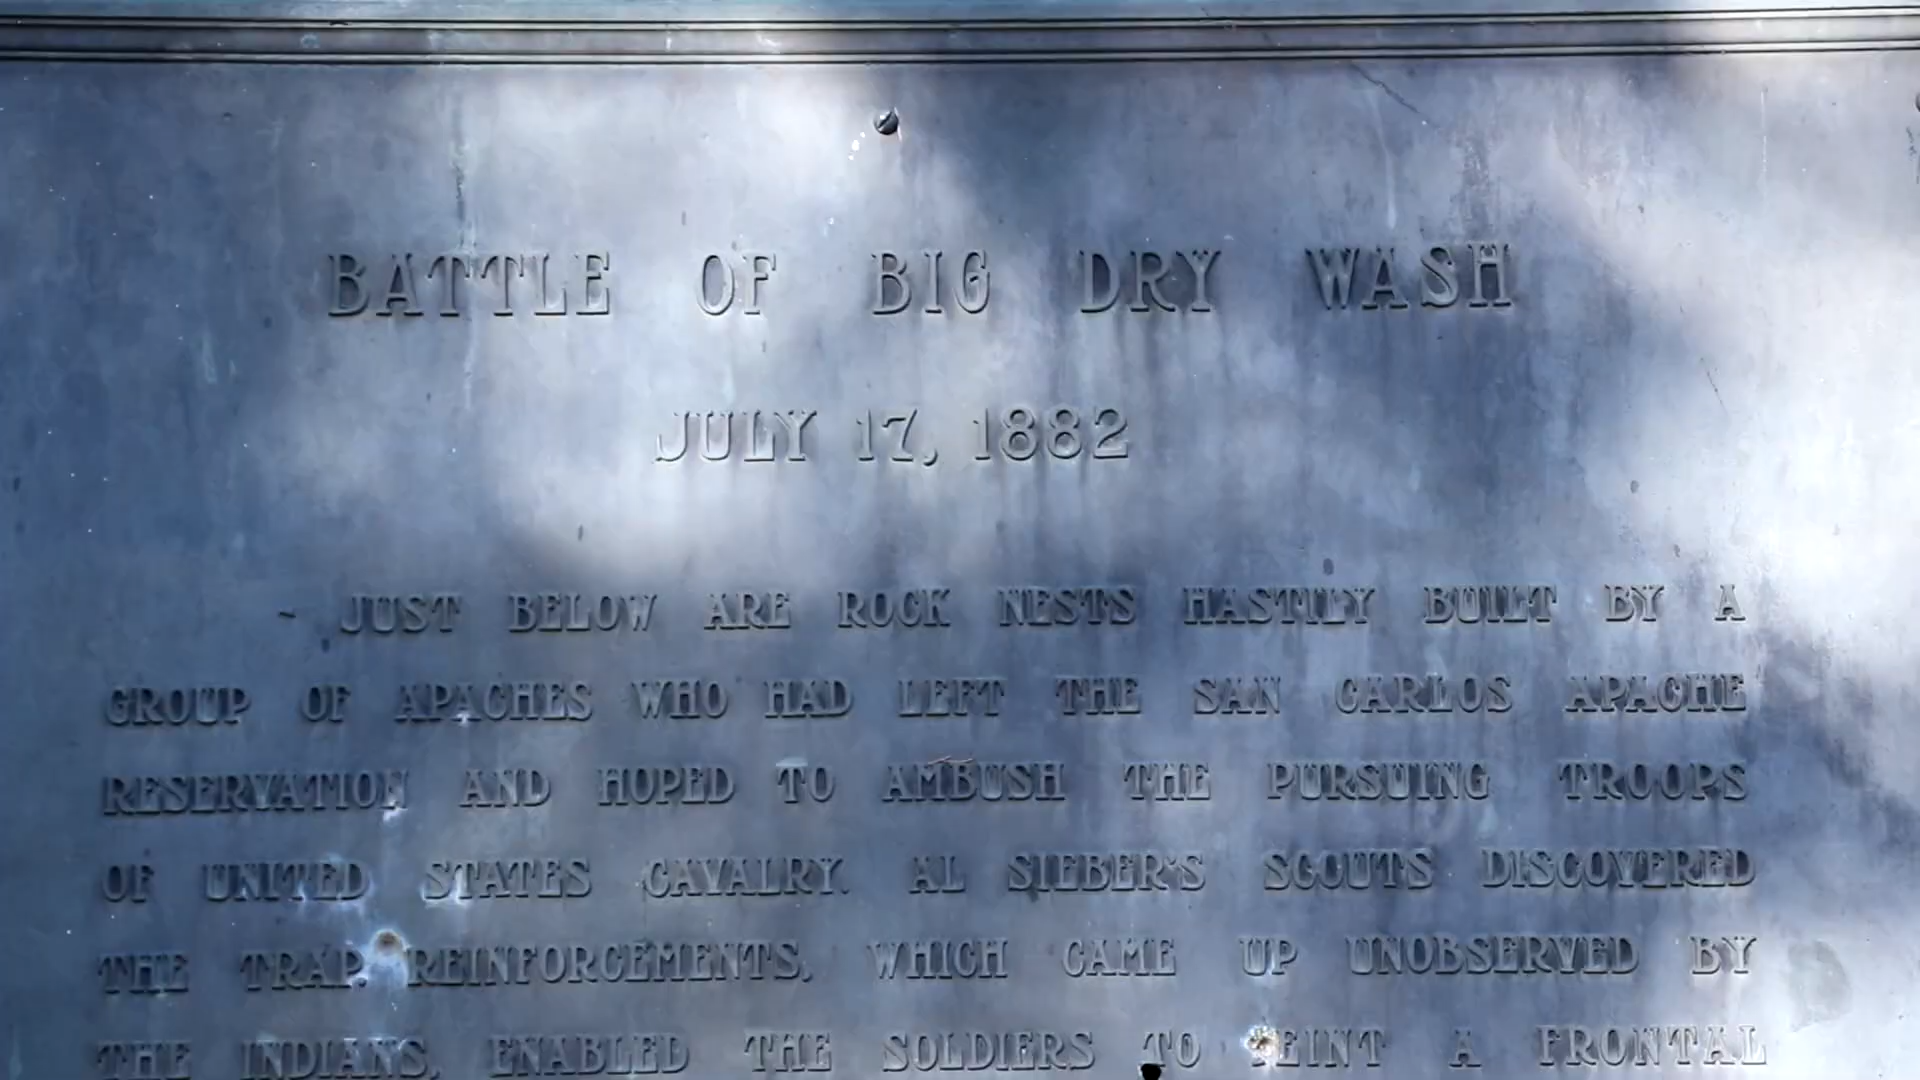 BATTLE OF BIG DRY WASH
JULY 17, 1882
- JUST BELOW ARE ROCK NESTS HASTILY BUILT BY A
GROUP OF APACHES WHO HAD LEFT THE SAN CARLOS APACHE
RESERVATION AND HOPED TO AMBUSH THE PURSUING TROOPS
OF UNITED STATES CAVALRY. AL SIEBER'S SCOUTS DISCOVERED
THE TRAP. REINFORCEMENTS, WHICH CAME UP UNOBSERVED BY
THE INDIANS, ENABLED THE SOLDIERS TO FEINT A FRONTAL